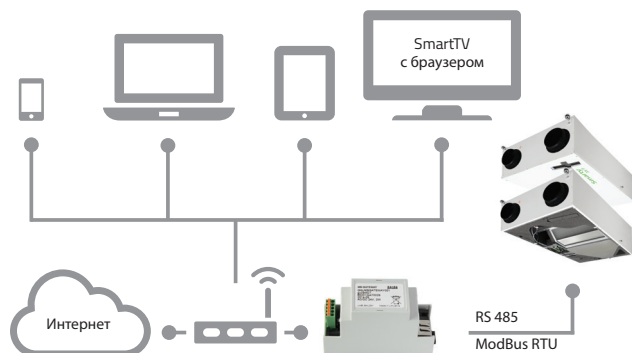 SmartTV
с браузером
Интернет
RS 485
ModBus RTU